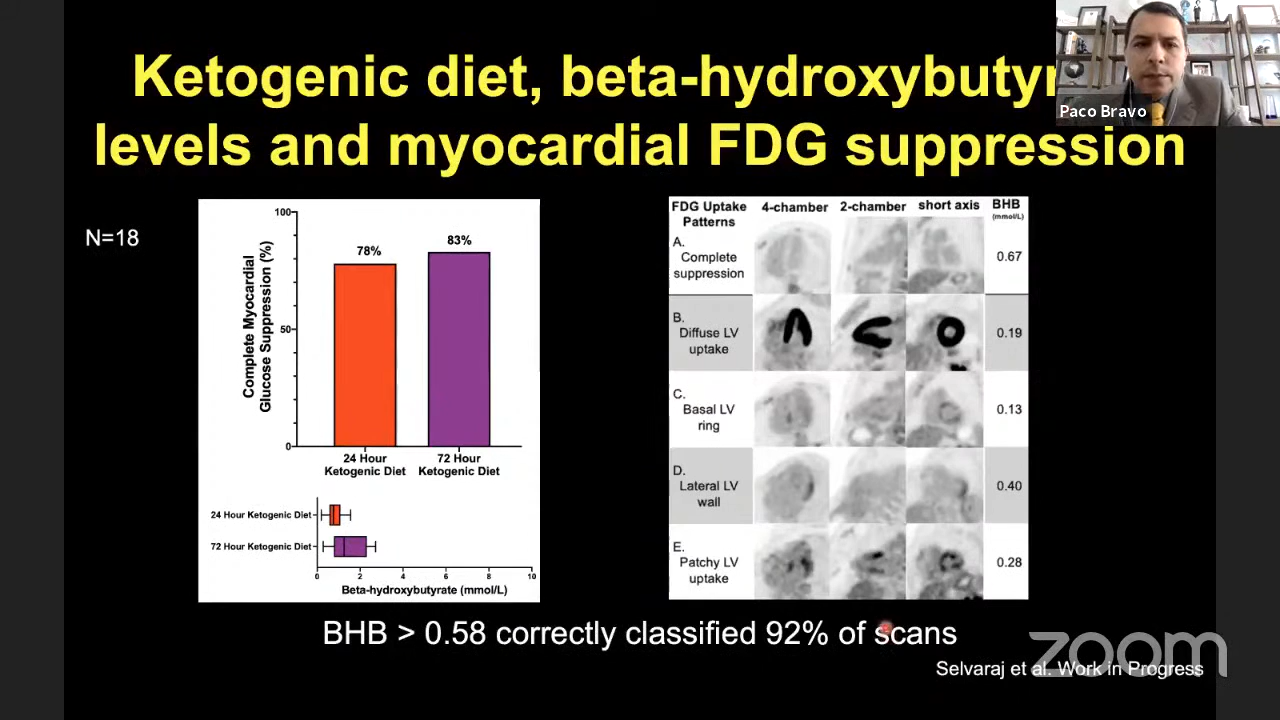 Ketogenic diet, beta-hydroxybutyr
levels and myocardial FDG suppression
Paco Bravo
N=18
Complete Myocardial
Glucose Suppression (%)
100
50
0
78%
83%
24 Hour
Ketogenic Diet
72 Hour
Ketogenic Diet
24 Hour Ketogenic Diet
72 Hour Ketogenic Diet
0 2 4 6 8 10
Beta-hydroxybutyrate (mmol/L)
FDG Uptake
Patterns
4-chamber 2-chamber short axis BHB
(mmol/L)
A.
Complete
suppression
0.67
B.
Diffuse LV
uptake
0.19
C.
Basal LV
ring
0.13
D.
Lateral LV
wall
0.40
E.
Patchy LV
uptake
0.28
BHB > 0.58 correctly classified 92% of scans
Selvaraj et al. Work in Progress
zoom